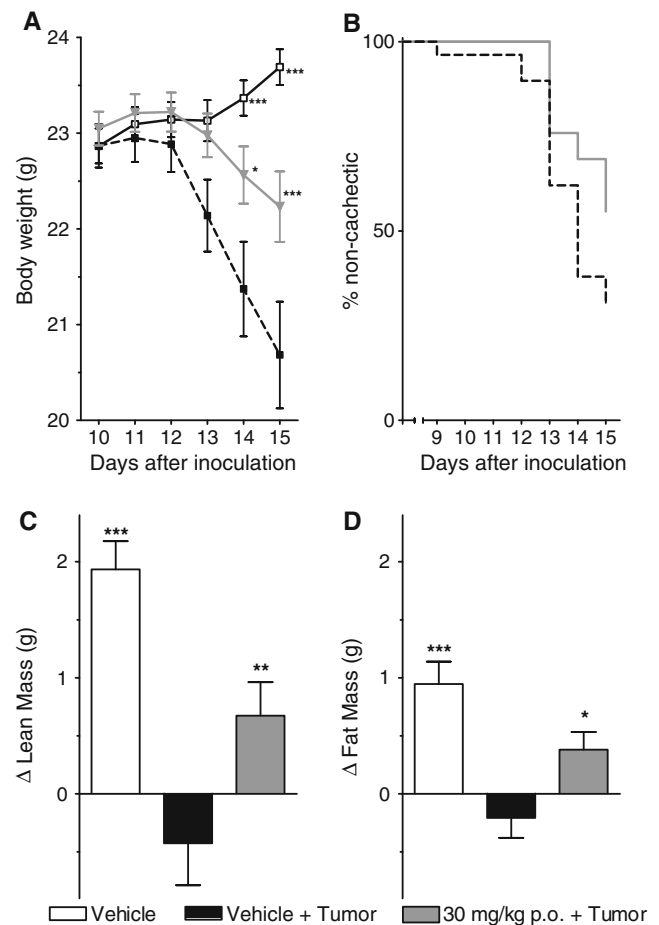 A
Body weight (g)
24
23
22
21
20
***
***
*
***
10 11 12 13 14 15
Days after inoculation
B
% non-cachectic
100
50
0
9 10 11 12 13 14 15
Days after inoculation
C
Δ Lean Mass (g)
2
1
0
***
**
D
Δ Fat Mass (g)
2
1
0
***
*
Vehicle
Vehicle + Tumor
30 mg/kg p.o. + Tumor